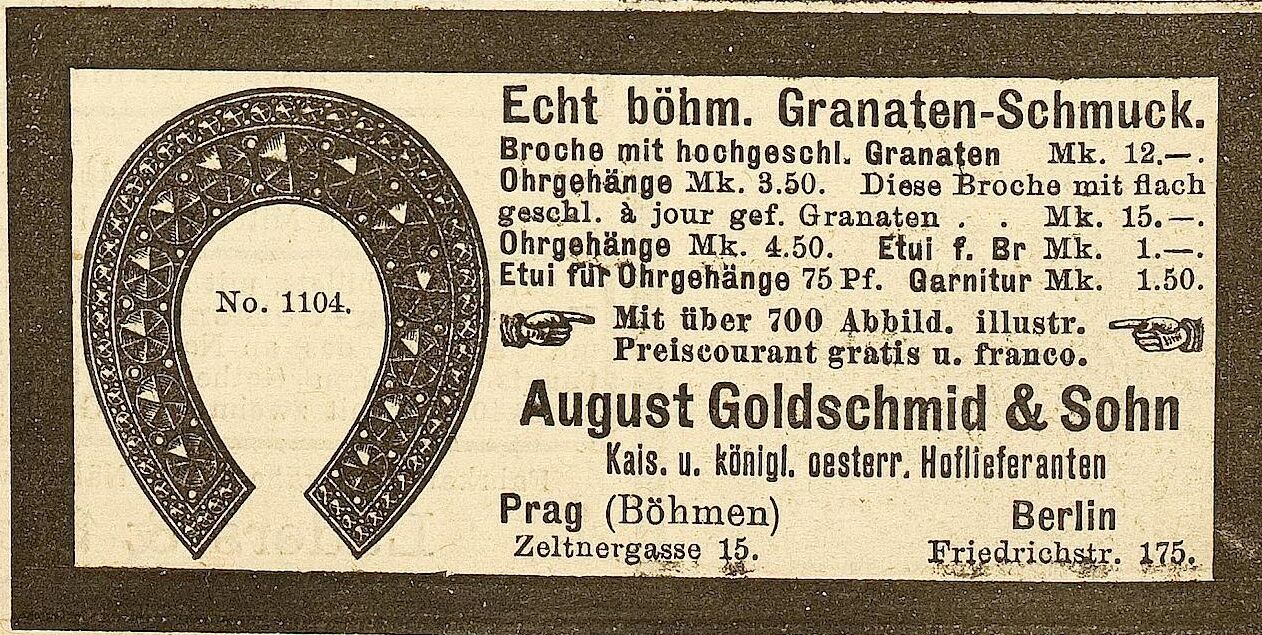 Echt böhm. Granaten-Schmuck.
Broche mit hochgeschl. Granaten Mk. 12.—.
Ohrgehänge Mk. 3.50. Diese Broche mit flach
geschl. à jour gef. Granaten . . Mk. 15.—.
Ohrgehänge Mk. 4.50. Etui f. Br Mk. 1.—.
Etui für Ohrgehänge 75 Pf. Garnitur Mk. 1.50.
No. 1104.
Mit über 700 Abbild. illustr.
Preiscourant gratis u. franco.
August Goldschmid & Sohn
Kais. u. königl. oesterr. Hoflieferanten
Prag (Böhmen) Berlin
Zeltnergasse 15. Friedrichstr. 175.